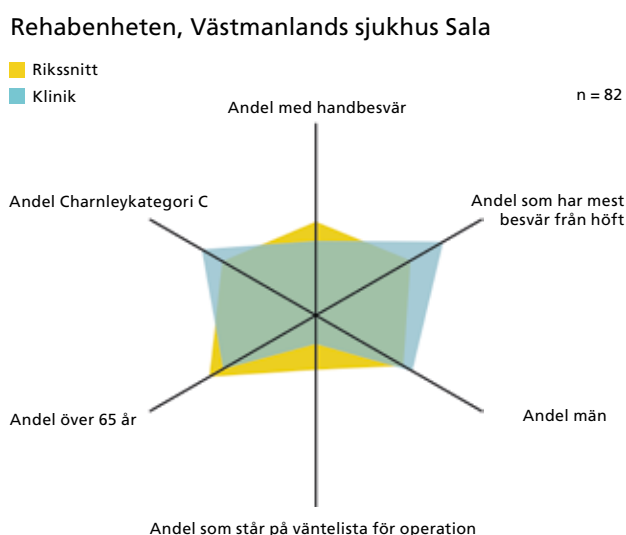 Rehabenheten, Västmanlands sjukhus Sala
Rikssnitt
Klinik
n = 82
Andel med handbesvär
Andel Charnleykategori C
Andel som har mest
besvär från höft
Andel över 65 år
Andel män
Andel som står på väntelista för operation